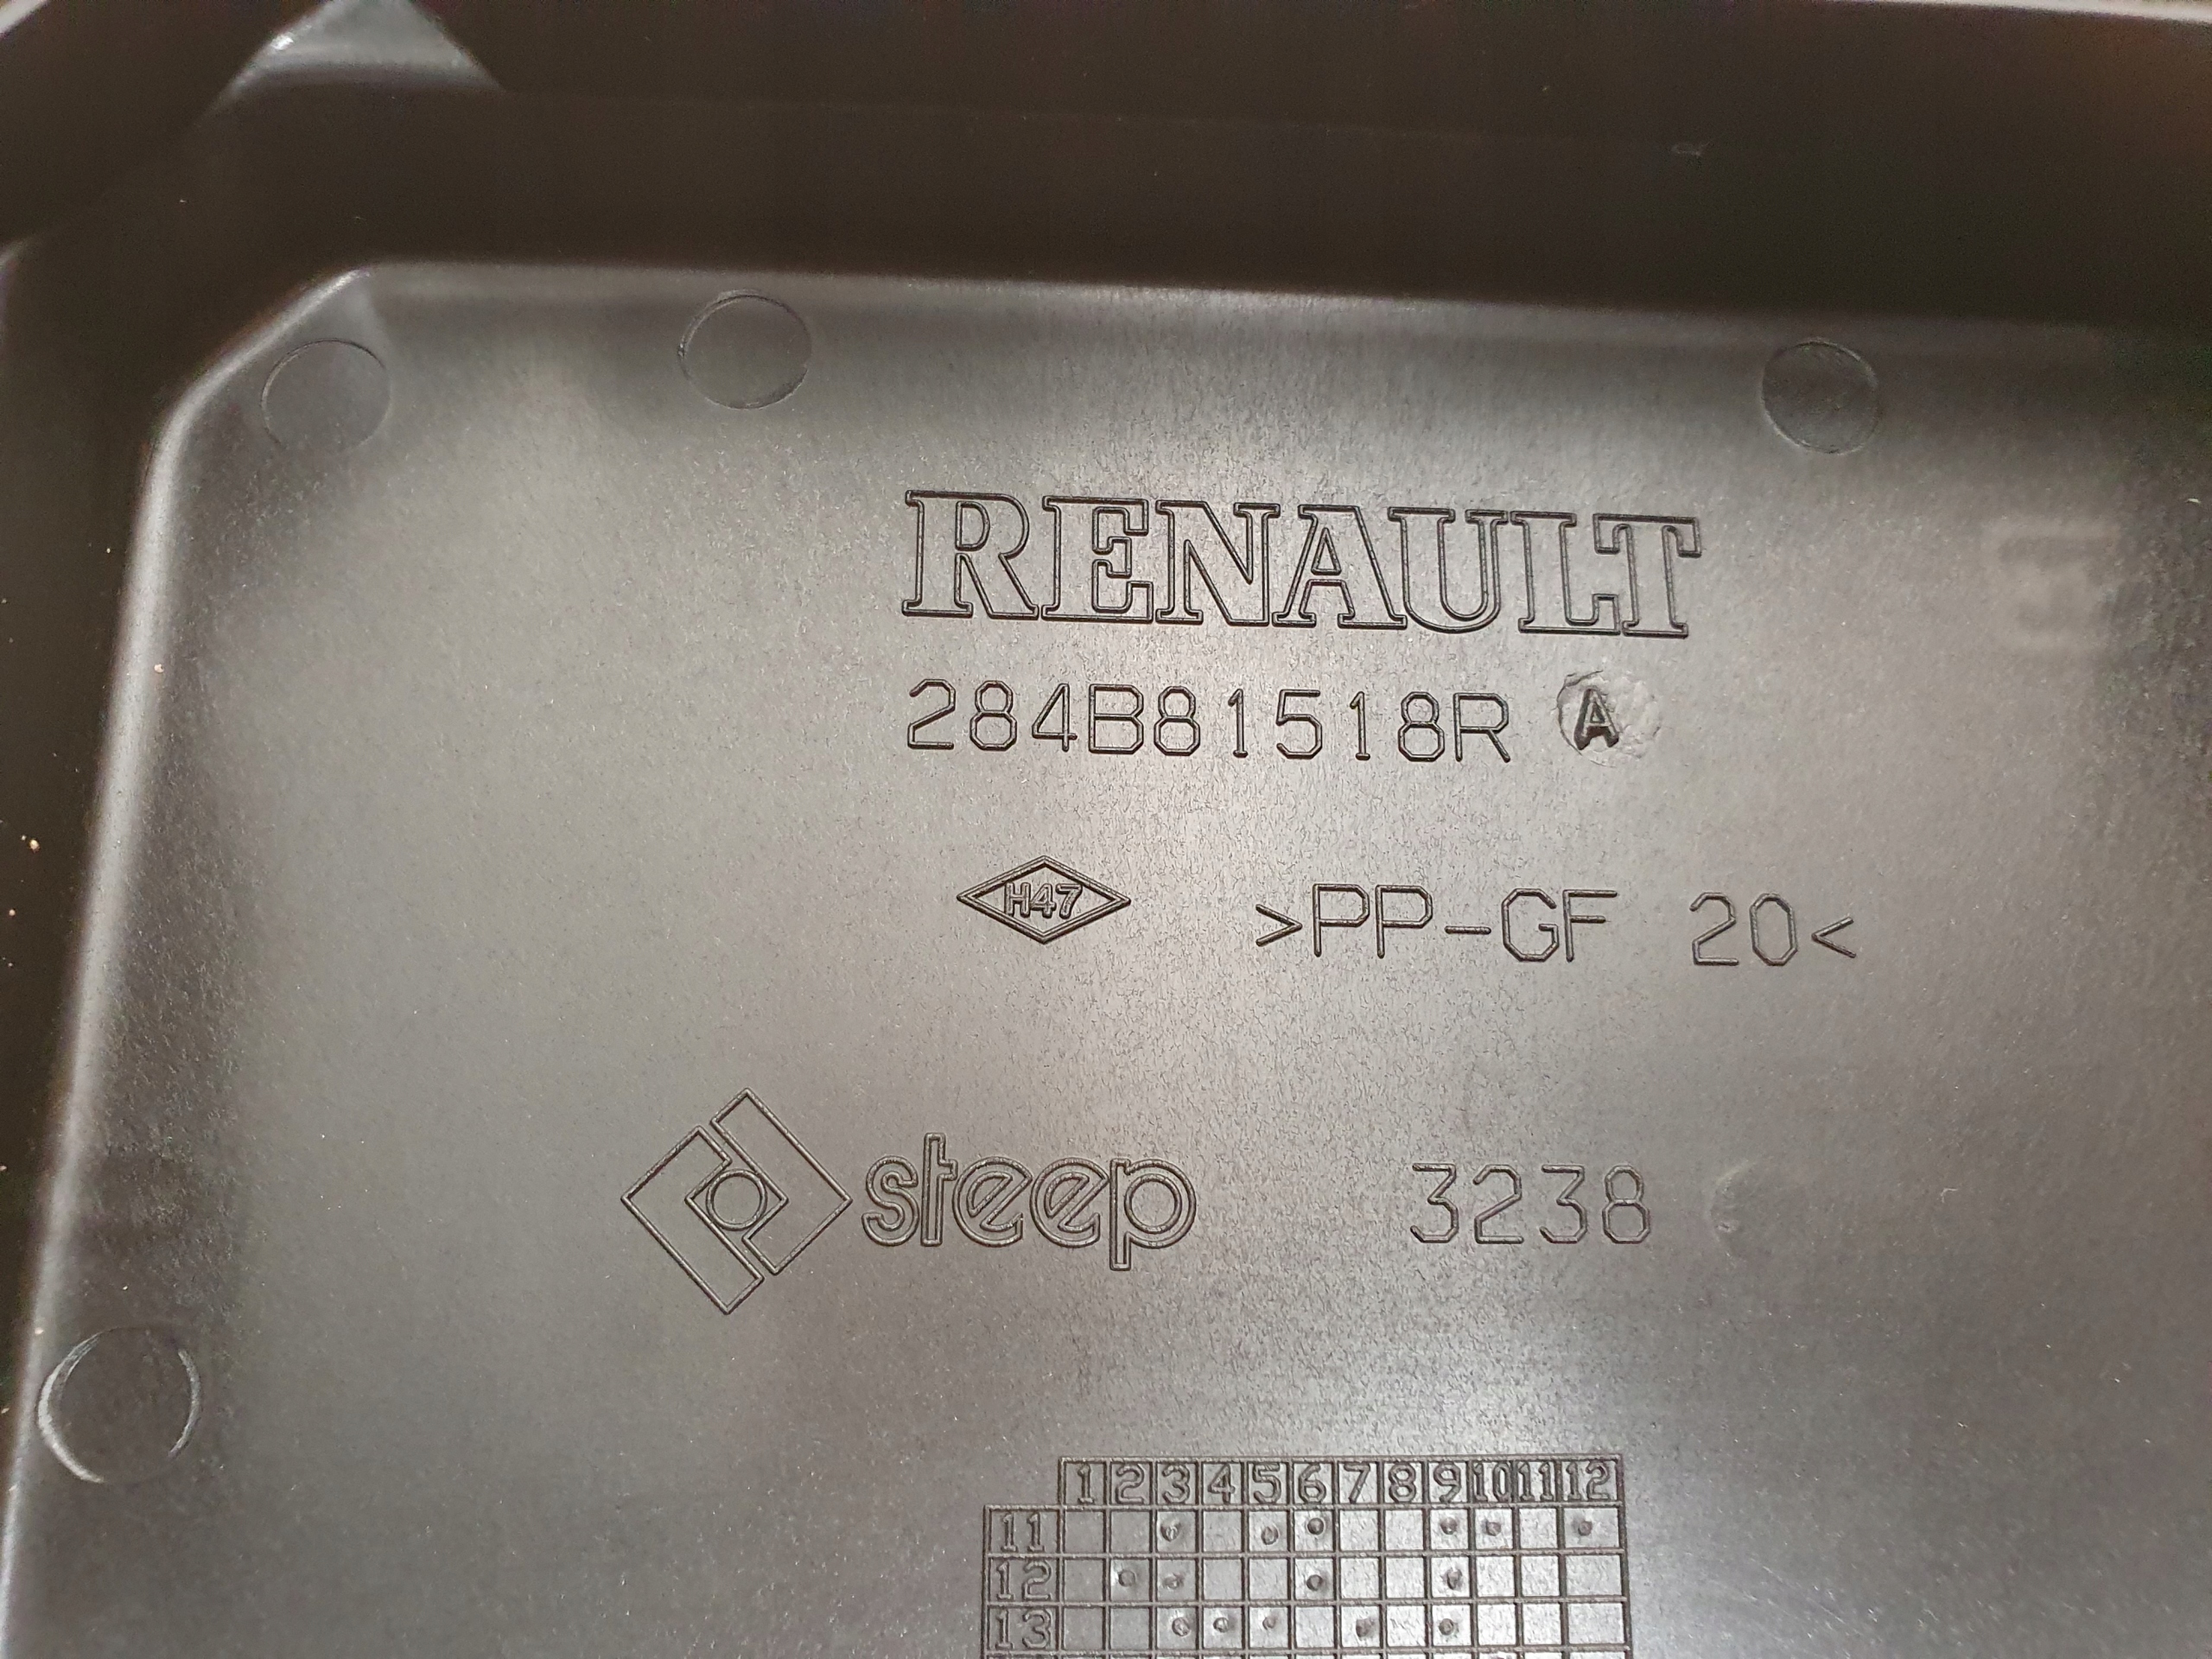 RENAULT
284B81518R A
H47 >PP-GF 20<
steep 3238
1 2 3 4 5 6 7 8 9 10 11 12
11
12
13